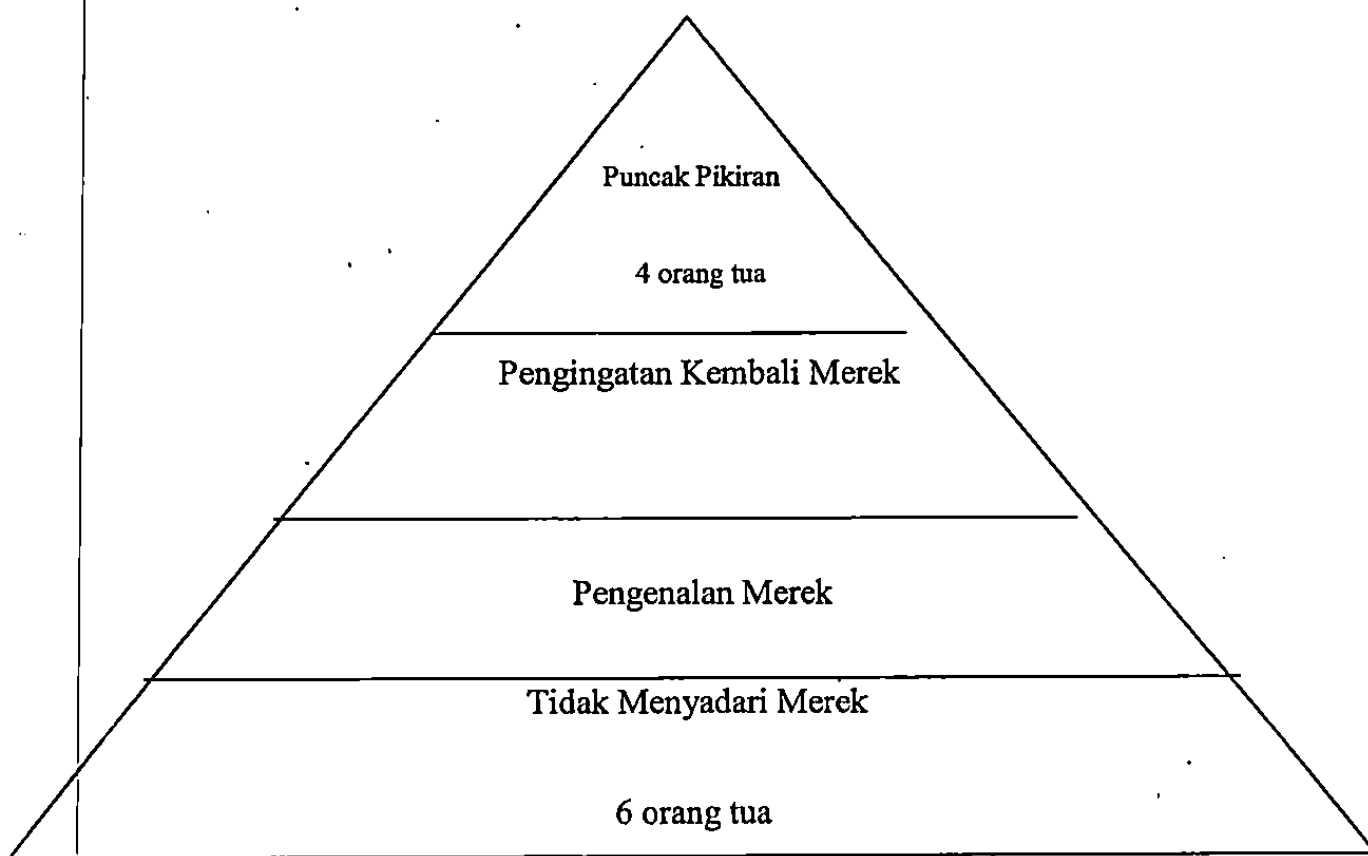 Puncak Pikiran
4 orang tua
Pengingatan Kembali Merek
Pengenalan Merek
Tidak Menyadari Merek
6 orang tua